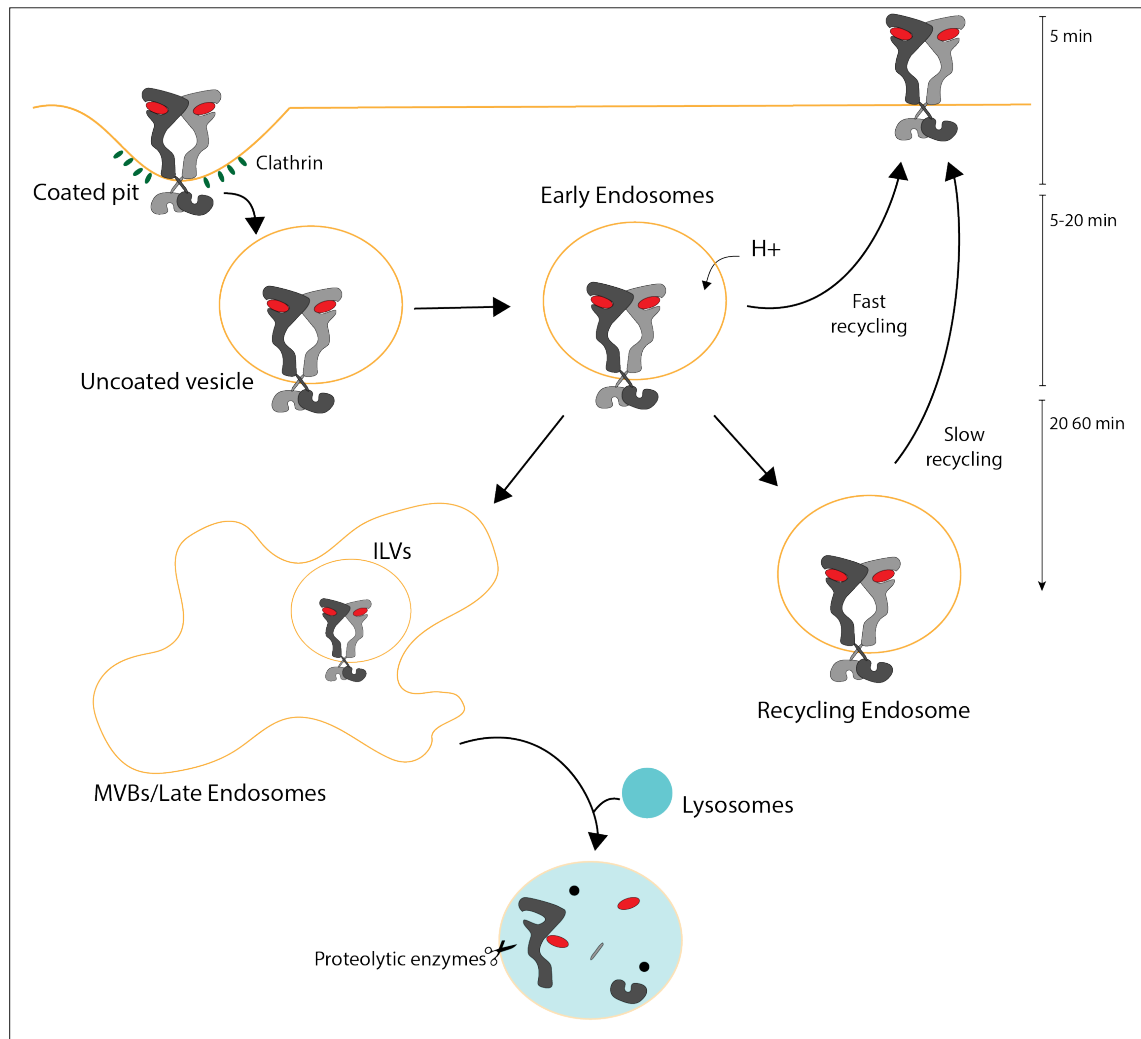 5 min
Clathrin
Coated pit
Early Endosomes
5-20 min
H+
Fast
recycling
Uncoated vesicle
20 60 min
Slow
recycling
ILVs
Recycling Endosome
MVBs/Late Endosomes
Lysosomes
Proteolytic enzymes